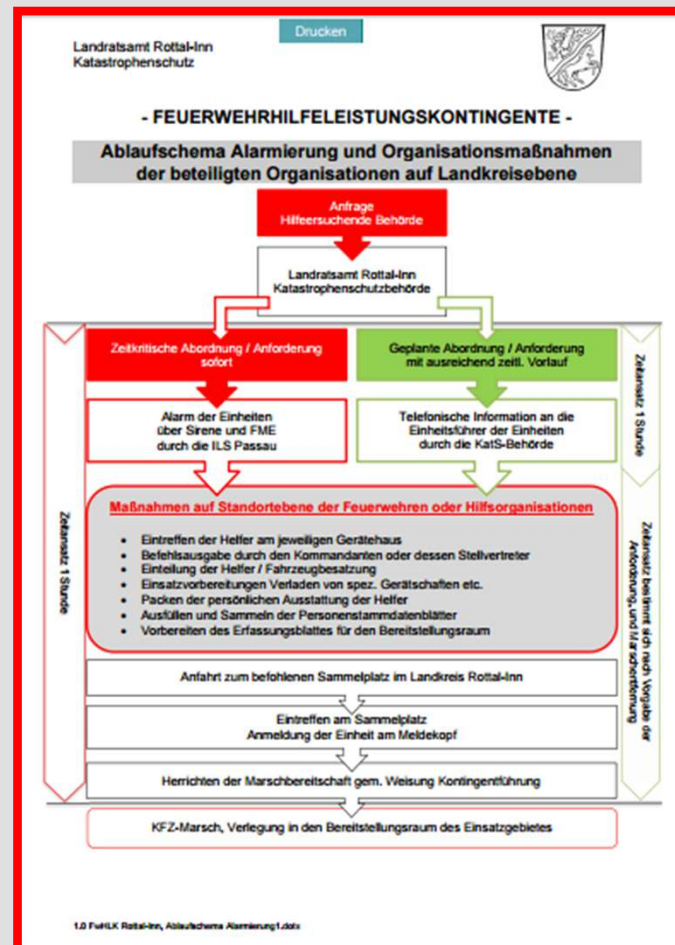 Drucken
Landratsamt Rottal-Inn
Katastrophenschutz
- FEUERWEHRHILFELEISTUNGSKONTINGENTE -
Ablaufschema Alarmierung und Organisationsmaßnahmen
der beteiligten Organisationen auf Landkreisebene
Anfrage
Hilfeersuchende Behörde
Landratsamt Rottal-Inn
Katastrophenschutzbehörde
Zeitkritische Abordnung / Anforderung
sofort
Geplante Abordnung / Anforderung
mit ausreichend zeitl. Vorlauf
Zeitansatz 1 Stunde
Alarm der Einheiten
über Sirene und FME
durch die ILS Passau
Telefonische Information an die
Einheitsführer der Einheiten
durch die KatS-Behörde
Zeitansatz 1 Stunde
Maßnahmen auf Standortebene der Feuerwehren oder Hilfsorganisationen
• Eintreffen der Helfer am jeweiligen Gerätehaus
• Befehlsausgabe durch den Kommandanten oder dessen Stellvertreter
• Einteilung der Helfer / Fahrzeugbesatzung
• Einsatzvorbereitungen Verladen von spez. Gerätschaften etc.
• Packen der persönlichen Ausstattung der Helfer
• Ausfüllen und Sammeln der Personenstammdatenblätter
• Vorbereiten des Erfassungsblattes für den Bereitstellungsraum
Zeitansatz bestimmt sich nach Vorgabe der
Anforderung, und Marschentfernung
Anfahrt zum befohlenen Sammelplatz im Landkreis Rottal-Inn
Eintreffen am Sammelplatz
Anmeldung der Einheit am Meldekopf
Herrichten der Marschbereitschaft gem. Weisung Kontingentführung
KFZ-Marsch, Verlegung in den Bereitstellungsraum des Einsatzgebietes
1.0 FwHLK Rottal-Inn, Ablaufschema Alarmierung1.dotx